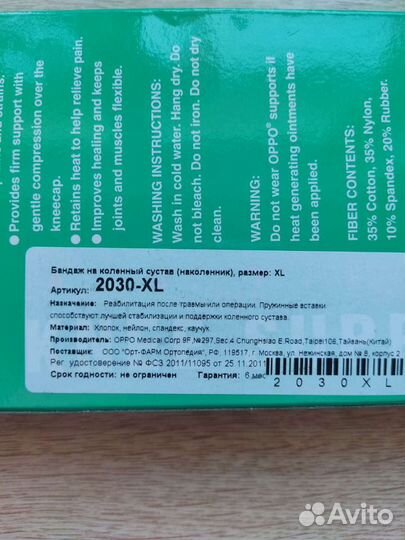 • Provides firm support with
gentle compression over the
kneecap.
• Retains heat to help relieve pain.
• Improves healing and keeps
joints and muscles flexible.
WASHING INSTRUCTIONS:
Wash in cold water. Hang dry. Do
not bleach. Do not iron. Do not dry
clean.
WARNING:
Do not wear OPPO® supports if
heat generating ointments have
been applied.
FIBER CONTENTS:
35% Cotton, 35% Nylon,
10% Spandex, 20% Rubber.
Бандаж на коленный сустав (наколенник), размер: XL
Артикул: 2030-XL
Назначение: Реабилитация после травмы или операции. Пружинные вставки
способствуют лучшей стабилизации и поддержки коленного сустава.
Материал: Хлопок, нейлон, спандекс, каучук
Производитель: OPPO Medical Corp.9F,№297,Sec.4 ChungHsiao E.Road,Taipei106,Тайвань(Китай)
Поставщик: ООО "Орт-ФАРМ Ортопедия", РФ, 119517, г. Москва, ул. Нежинская, дом № 8, корпус 2
Рег. удостоверение № ФСЗ 2011/11095 от 25.11.2011
Срок годности: не ограничен Гарантия: 6 мес
2030XL
Avito